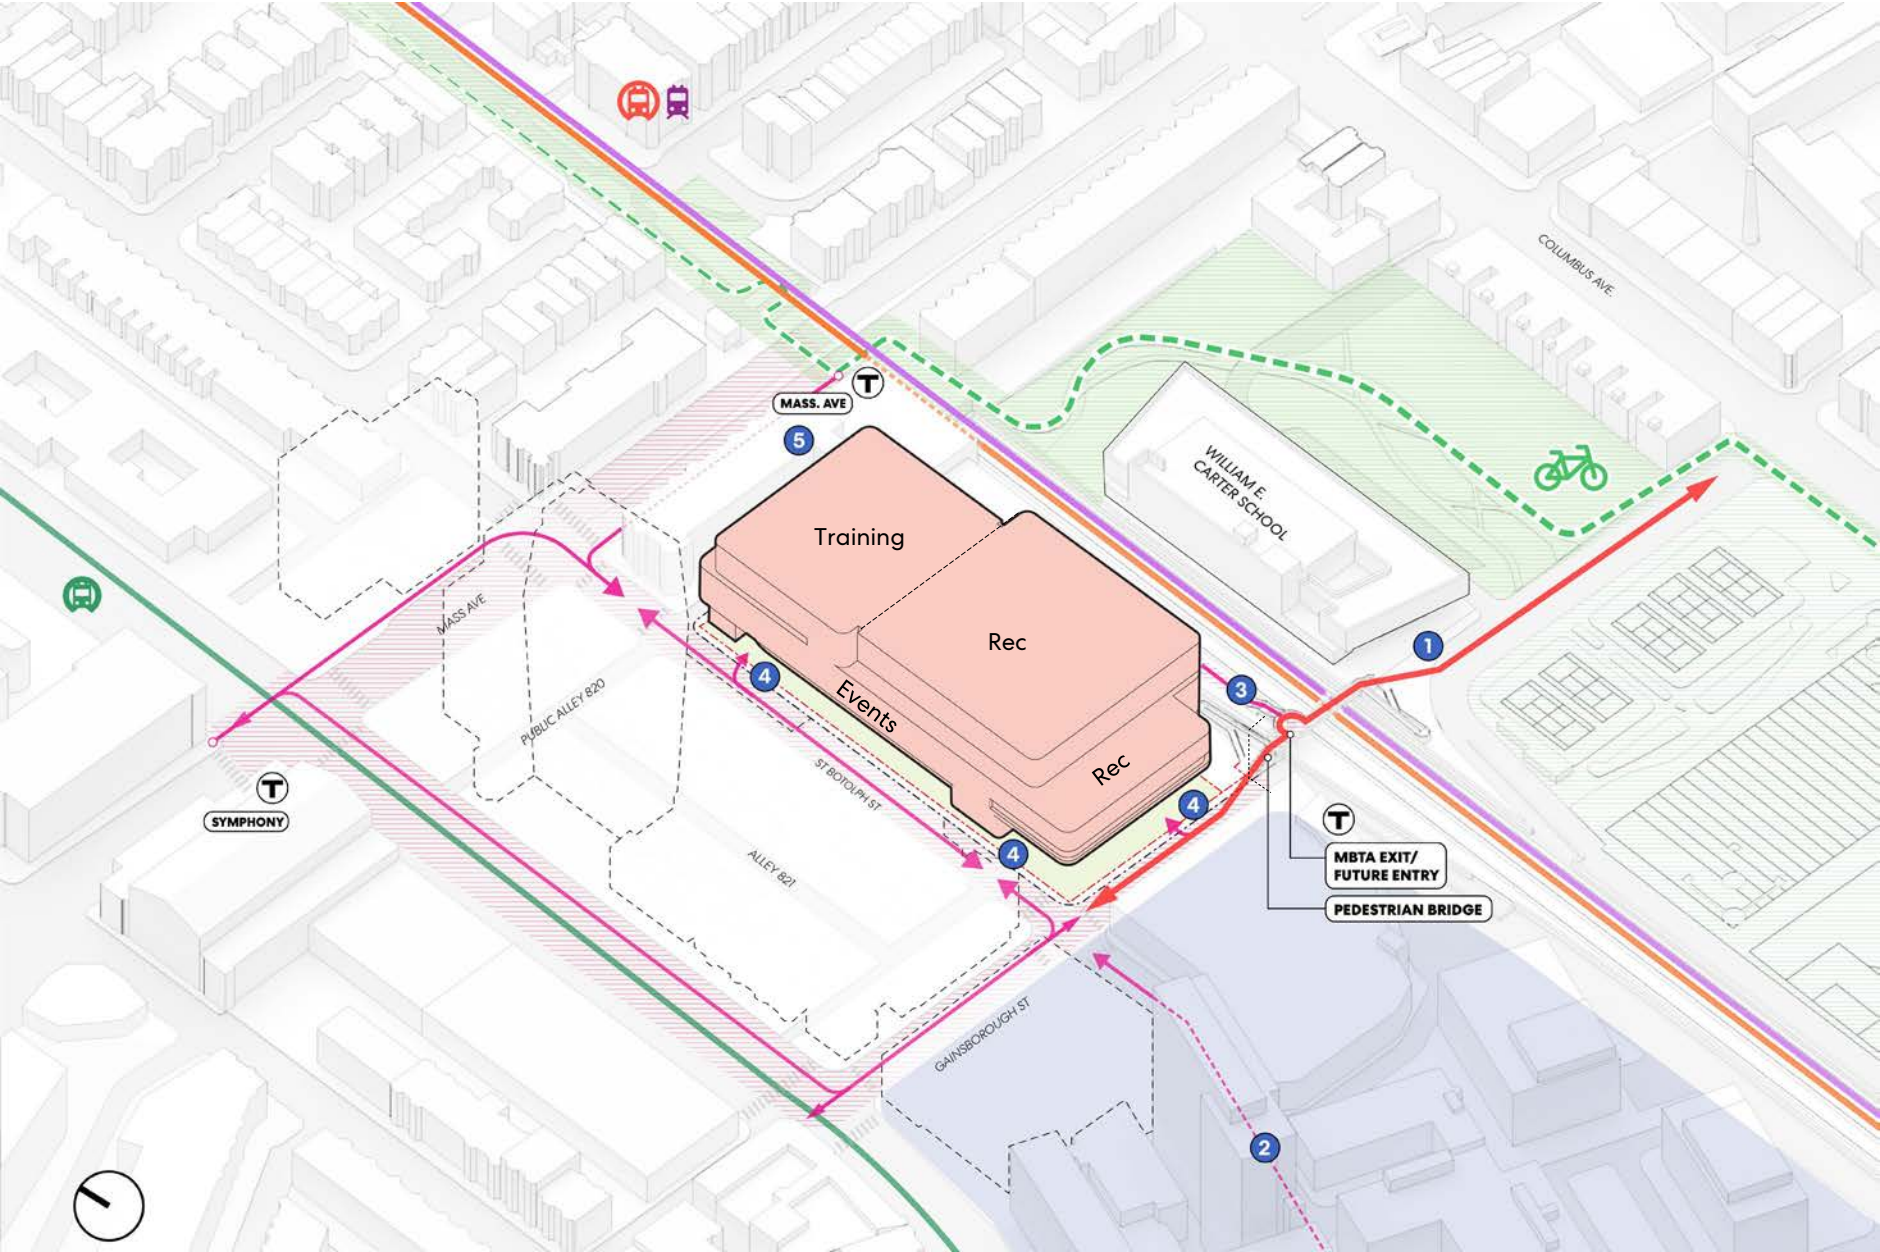 COLUMBUS AVE.
T
MASS. AVE
5
WILLIAM E.
CARTER SCHOOL
Training
Rec
MASS AVE
1
4
3
PUBLIC ALLEY 820
Events
T
SYMPHONY
ST BOTOLPH ST
Rec
4
T
MBTA EXIT/
FUTURE ENTRY
4
ALLEY 821
PEDESTRIAN BRIDGE
GAINSBOROUGH ST
2